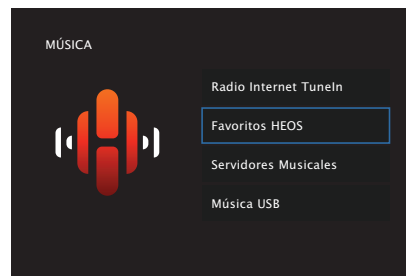 MÚSICA
Radio Internet TuneIn
Favoritos HEOS
Servidores Musicales
Música USB